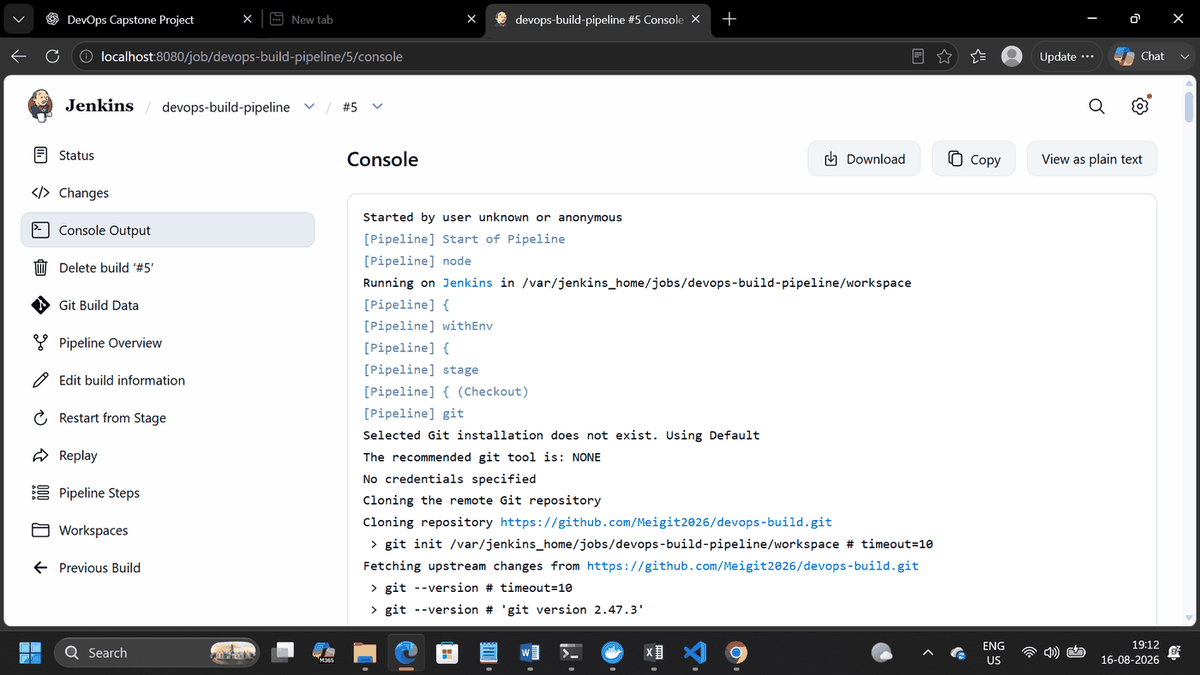 DevOps Capstone Project
New tab
devops-build-pipeline #5 Console
localhost:8080/job/devops-build-pipeline/5/console
Update
Chat
Jenkins / devops-build-pipeline / #5
Status
Changes
Console Output
Delete build ‘#5’
Git Build Data
Pipeline Overview
Edit build information
Restart from Stage
Replay
Pipeline Steps
Workspaces
Previous Build
Console
Download
Copy
View as plain text
Started by user unknown or anonymous
[Pipeline] Start of Pipeline
[Pipeline] node
Running on Jenkins in /var/jenkins_home/jobs/devops-build-pipeline/workspace
[Pipeline] {
[Pipeline] withEnv
[Pipeline] {
[Pipeline] stage
[Pipeline] { (Checkout)
[Pipeline] git
Selected Git installation does not exist. Using Default
The recommended git tool is: NONE
No credentials specified
Cloning the remote Git repository
Cloning repository https://github.com/Meigit2026/devops-build.git
> git init /var/jenkins_home/jobs/devops-build-pipeline/workspace # timeout=10
Fetching upstream changes from https://github.com/Meigit2026/devops-build.git
> git --version # timeout=10
> git --version # 'git version 2.47.3'
Search
M365
ENG
US
19:12
16-08-2026